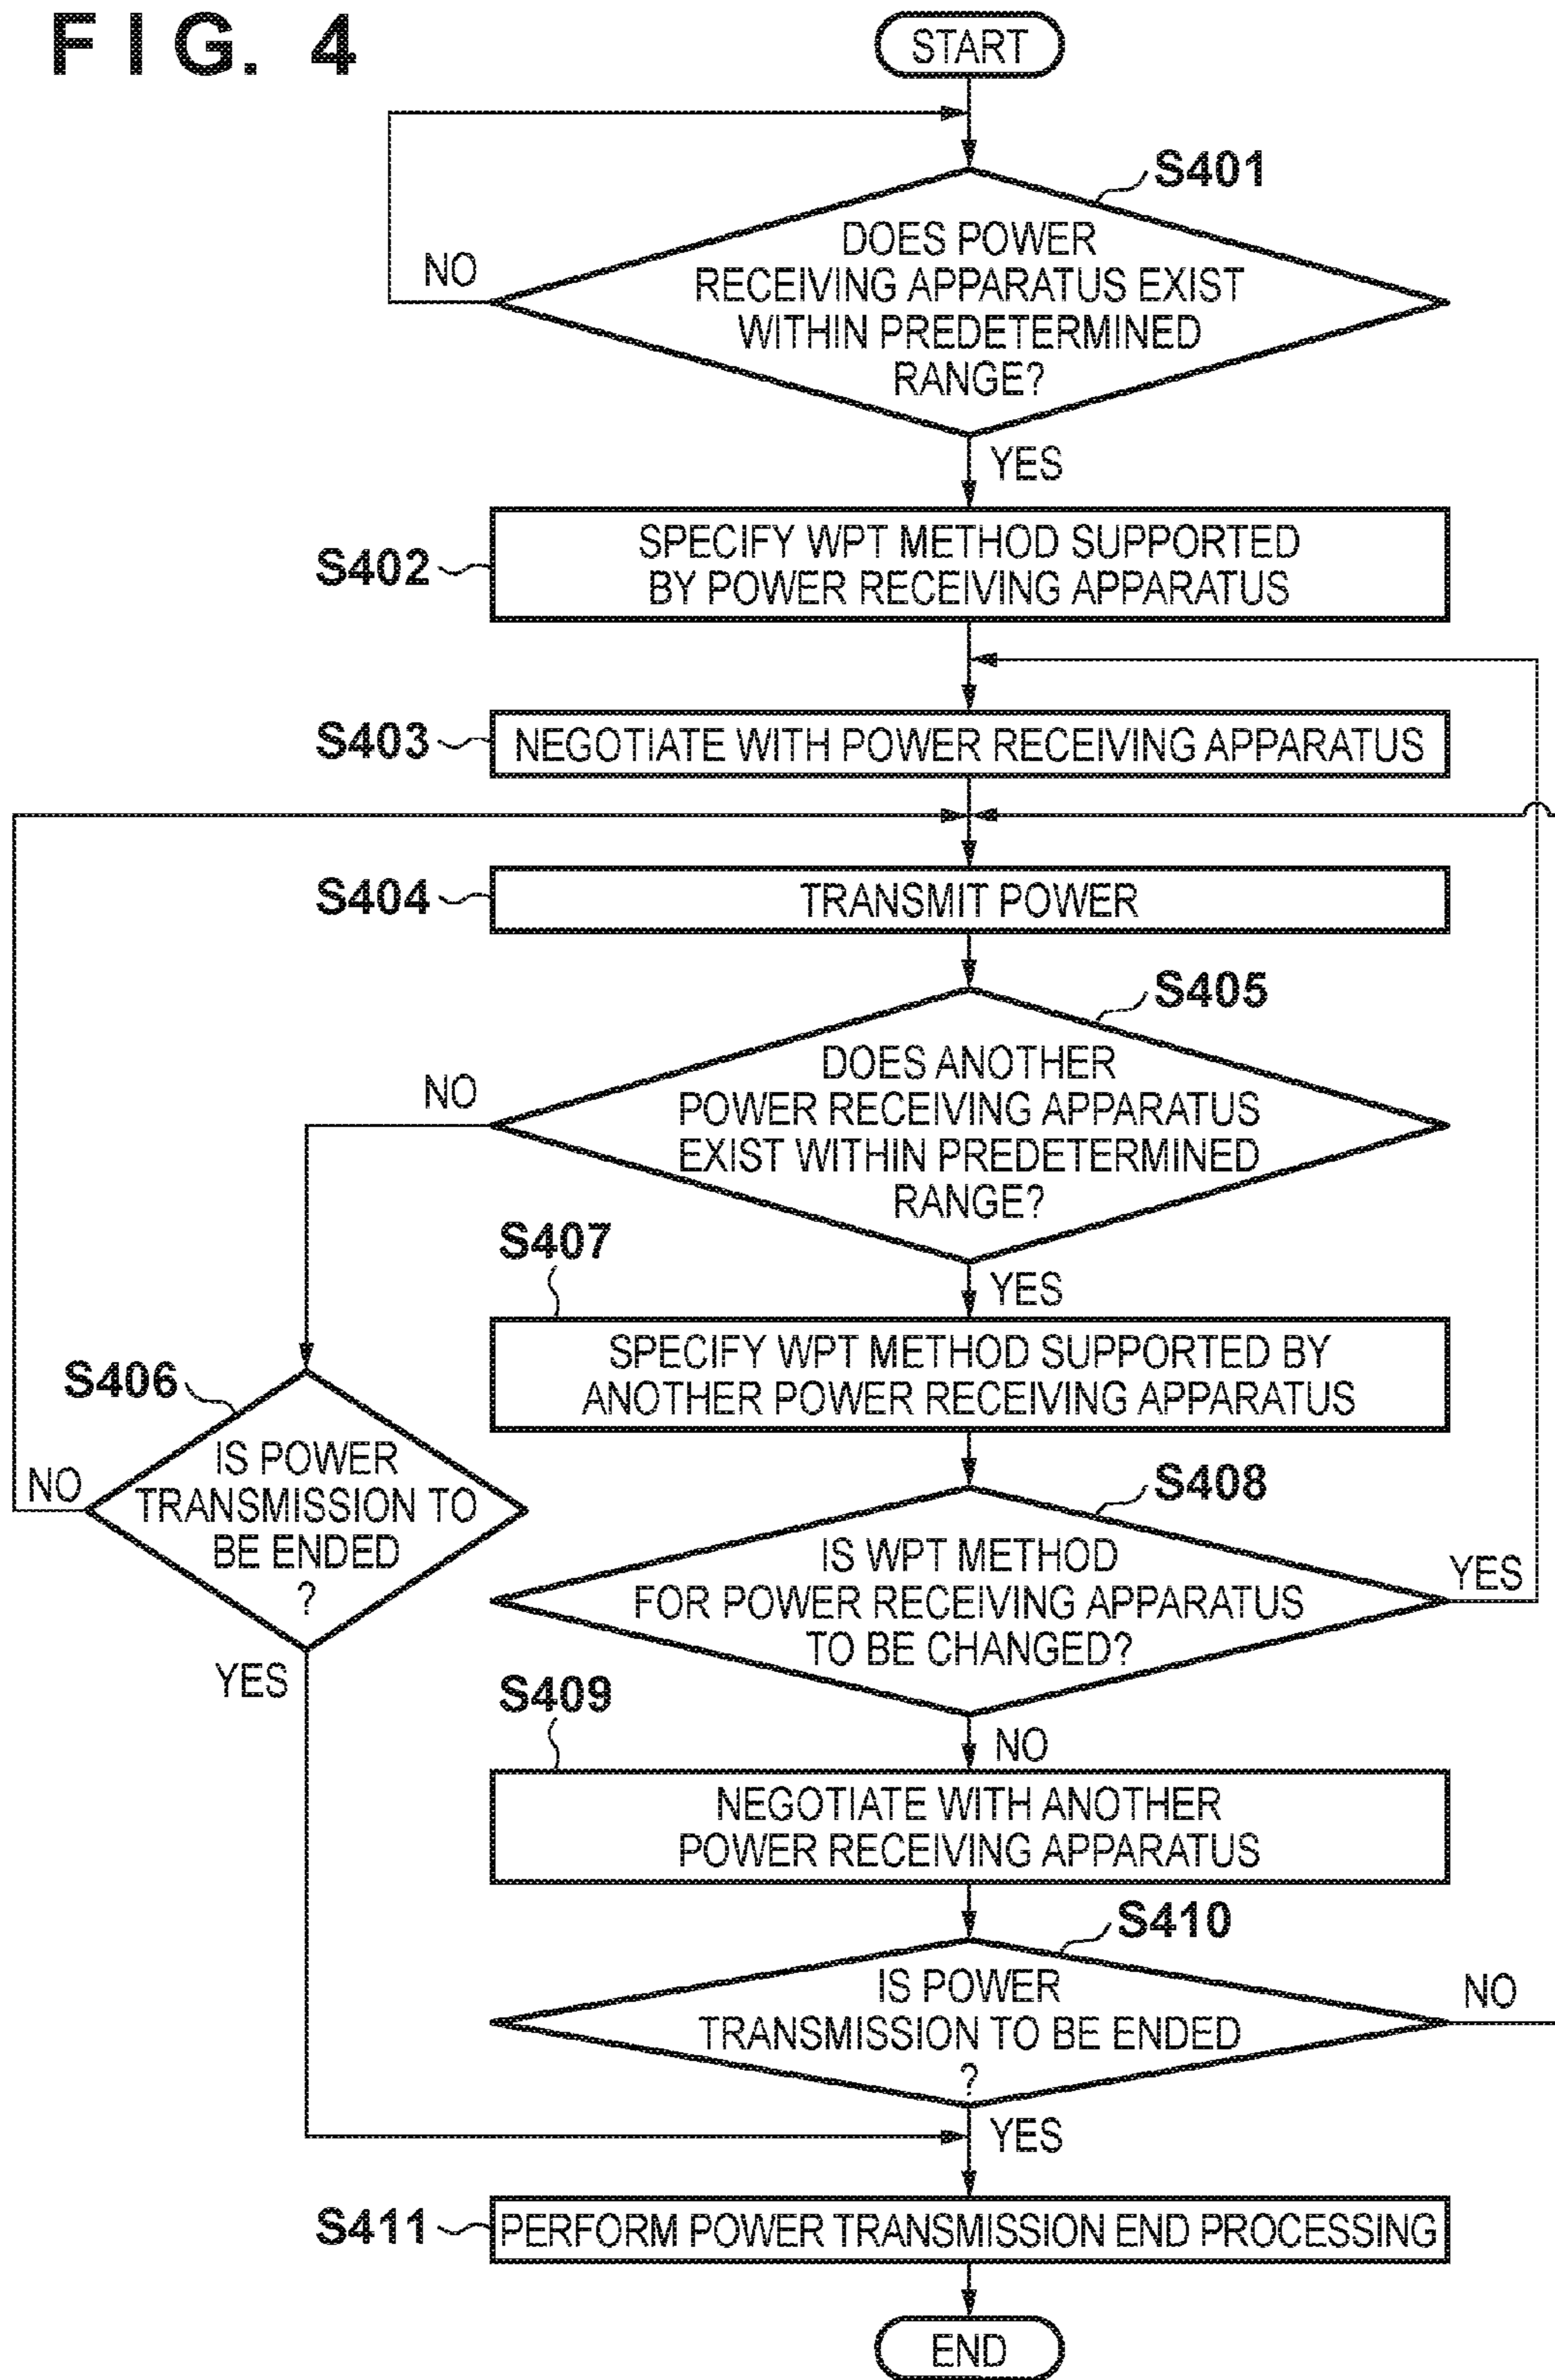 FIG. 4
START
S401
DOES POWER
RECEIVING APPARATUS EXIST
WITHIN PREDETERMINED
RANGE?
NO
YES
S402
SPECIFY WPT METHOD SUPPORTED
BY POWER RECEIVING APPARATUS
S403
NEGOTIATE WITH POWER RECEIVING APPARATUS
S404
TRANSMIT POWER
S405
DOES ANOTHER
POWER RECEIVING APPARATUS
EXIST WITHIN PREDETERMINED
RANGE?
NO
YES
S407
SPECIFY WPT METHOD SUPPORTED BY
ANOTHER POWER RECEIVING APPARATUS
S406
IS POWER
TRANSMISSION TO
BE ENDED
?
NO
YES
S408
IS WPT METHOD
FOR POWER RECEIVING APPARATUS
TO BE CHANGED?
YES
NO
S409
NEGOTIATE WITH ANOTHER
POWER RECEIVING APPARATUS
S410
IS POWER
TRANSMISSION TO BE ENDED
?
NO
YES
S411
PERFORM POWER TRANSMISSION END PROCESSING
END